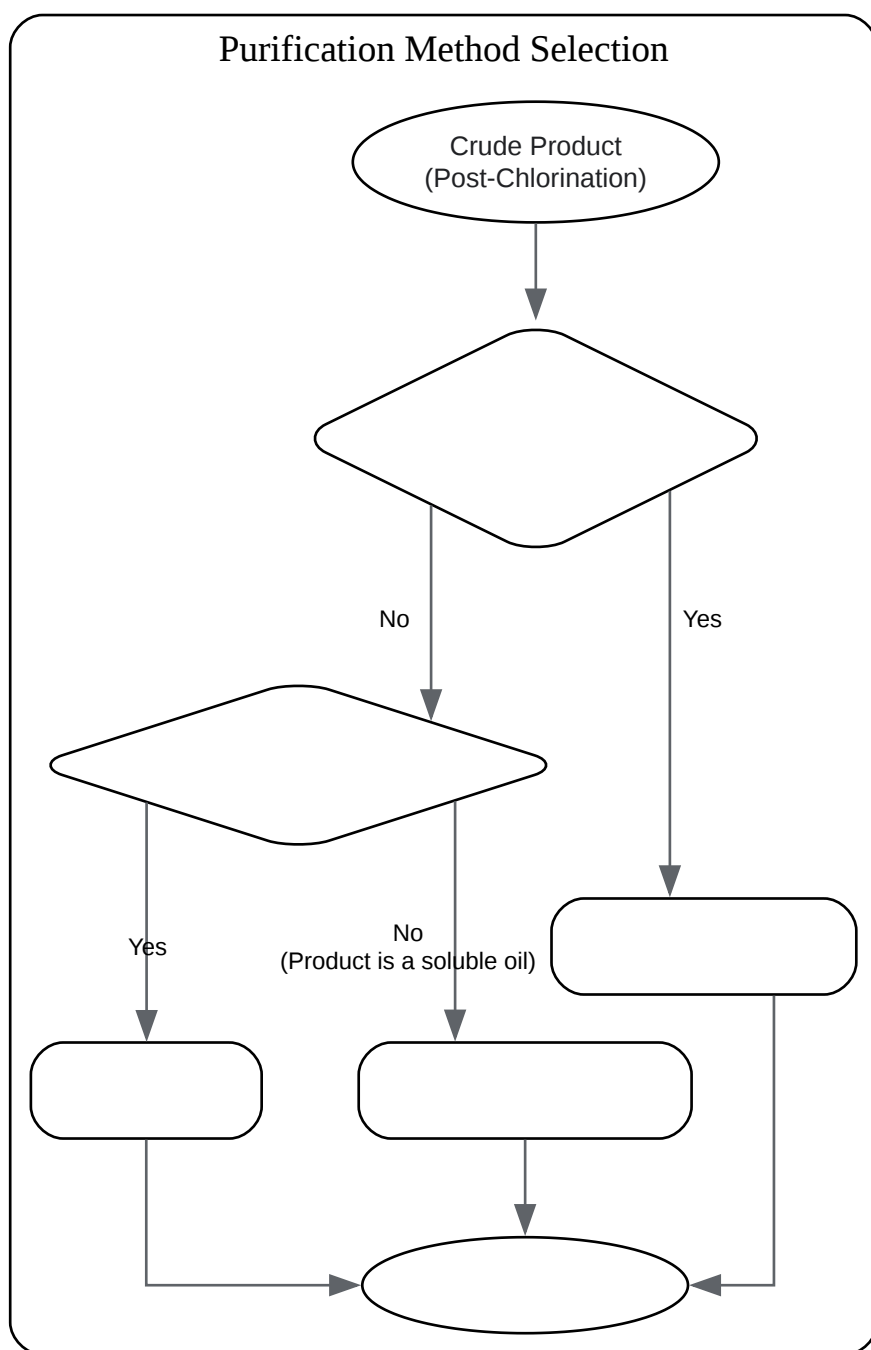 Purification Method Selection
Crude Product
(Post-Chlorination)
No
Yes
Yes
No
(Product is a soluble oil)